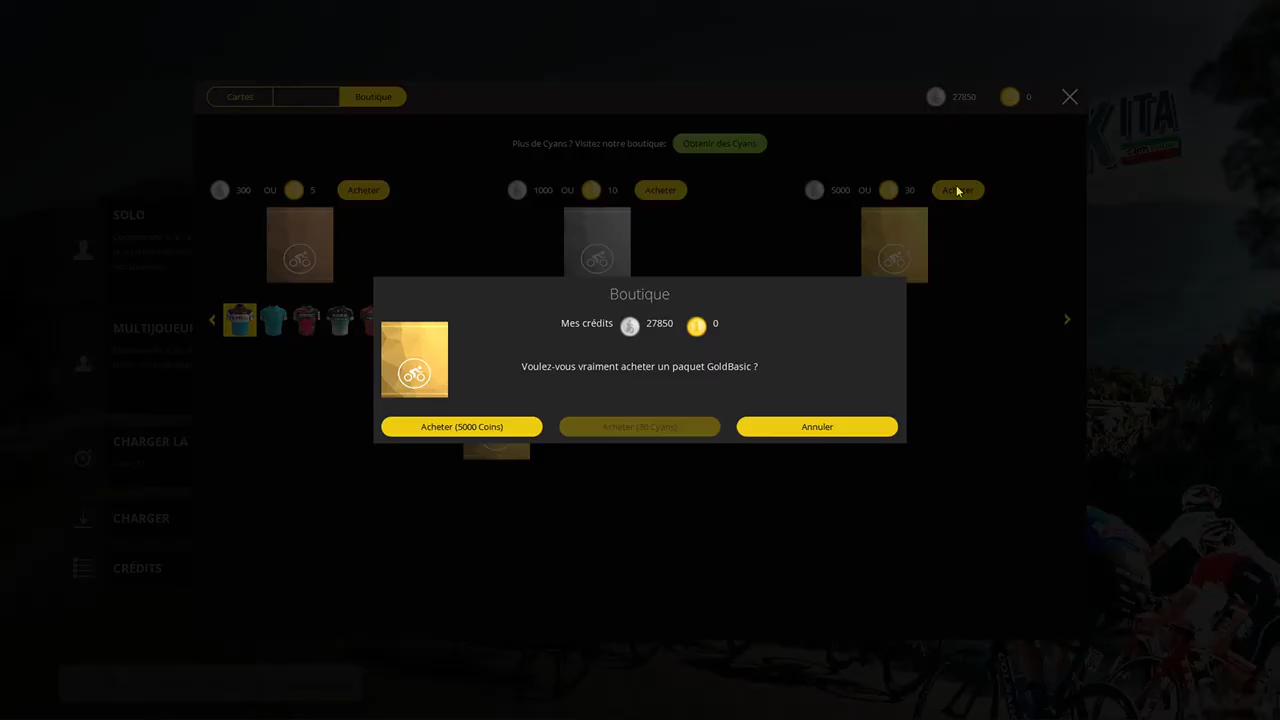 Cartes
Boutique
27850
0
KITA
Plus de Cyans ? Visitez notre boutique:
Obtenir des Cyans
300 OU 5 Acheter
1000 OU 10 Acheter
5000 OU 30 Acheter
SOLO
MULTIJOUEUR
CHARGER LA
CHARGER
CRÉDITS
Boutique
Mes crédits 27850 0
Voulez-vous vraiment acheter un paquet GoldBasic ?
Acheter (5000 Coins)
Acheter (30 Cyans)
Annuler